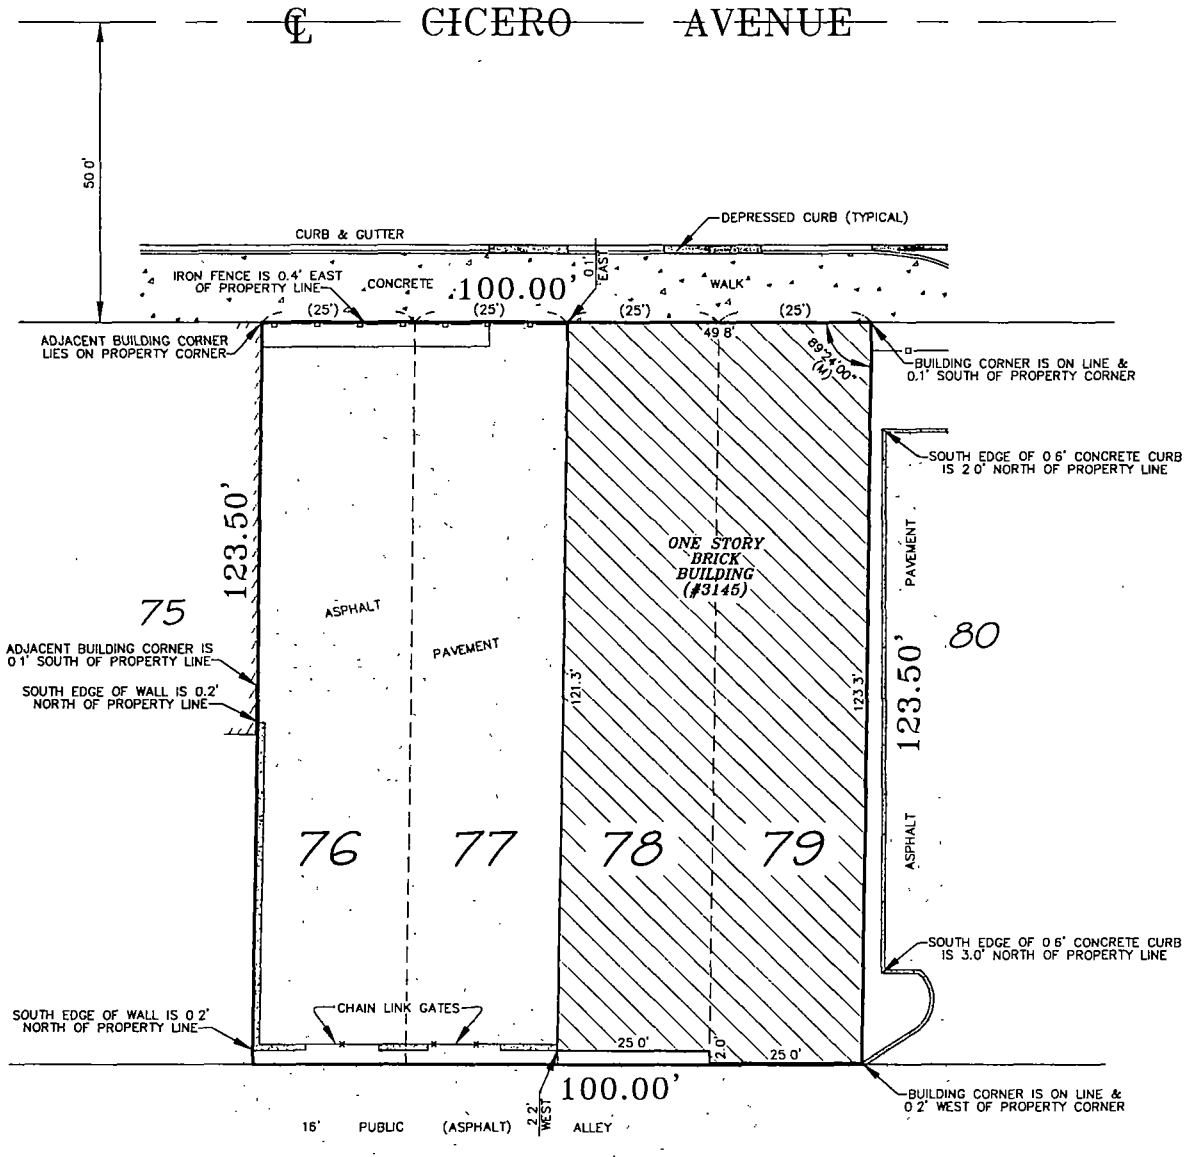 ℄ CICERO AVENUE
50 0'
DEPRESSED CURB (TYPICAL)
CURB & GUTTER
IRON FENCE IS 0.4' EAST
OF PROPERTY LINE
CONCRETE
100.00'
0.1'
EAST
WALK
(25')
(25')
(25')
(25')
ADJACENT BUILDING CORNER
LIES ON PROPERTY CORNER
49 8'
89°24'00"
(M)
BUILDING CORNER IS ON LINE &
0.1' SOUTH OF PROPERTY CORNER
SOUTH EDGE OF 0 6' CONCRETE CURB
IS 2 0' NORTH OF PROPERTY LINE
123.50'
ONE STORY
BRICK
BUILDING
(#3145)
PAVEMENT
75
ASPHALT
PAVEMENT
80
ADJACENT BUILDING CORNER IS
0 1' SOUTH OF PROPERTY LINE
SOUTH EDGE OF WALL IS 0.2'
NORTH OF PROPERTY LINE
121.3'
123 3'
123.50'
76
77
78
79
ASPHALT
SOUTH EDGE OF 0 6' CONCRETE CURB
IS 3.0' NORTH OF PROPERTY LINE
CHAIN LINK GATES
SOUTH EDGE OF WALL IS 0 2'
NORTH OF PROPERTY LINE
25 0'
2.0'
25 0'
100.00'
2 2'
WEST
BUILDING CORNER IS ON LINE &
0 2' WEST OF PROPERTY CORNER
16' PUBLIC (ASPHALT) ALLEY